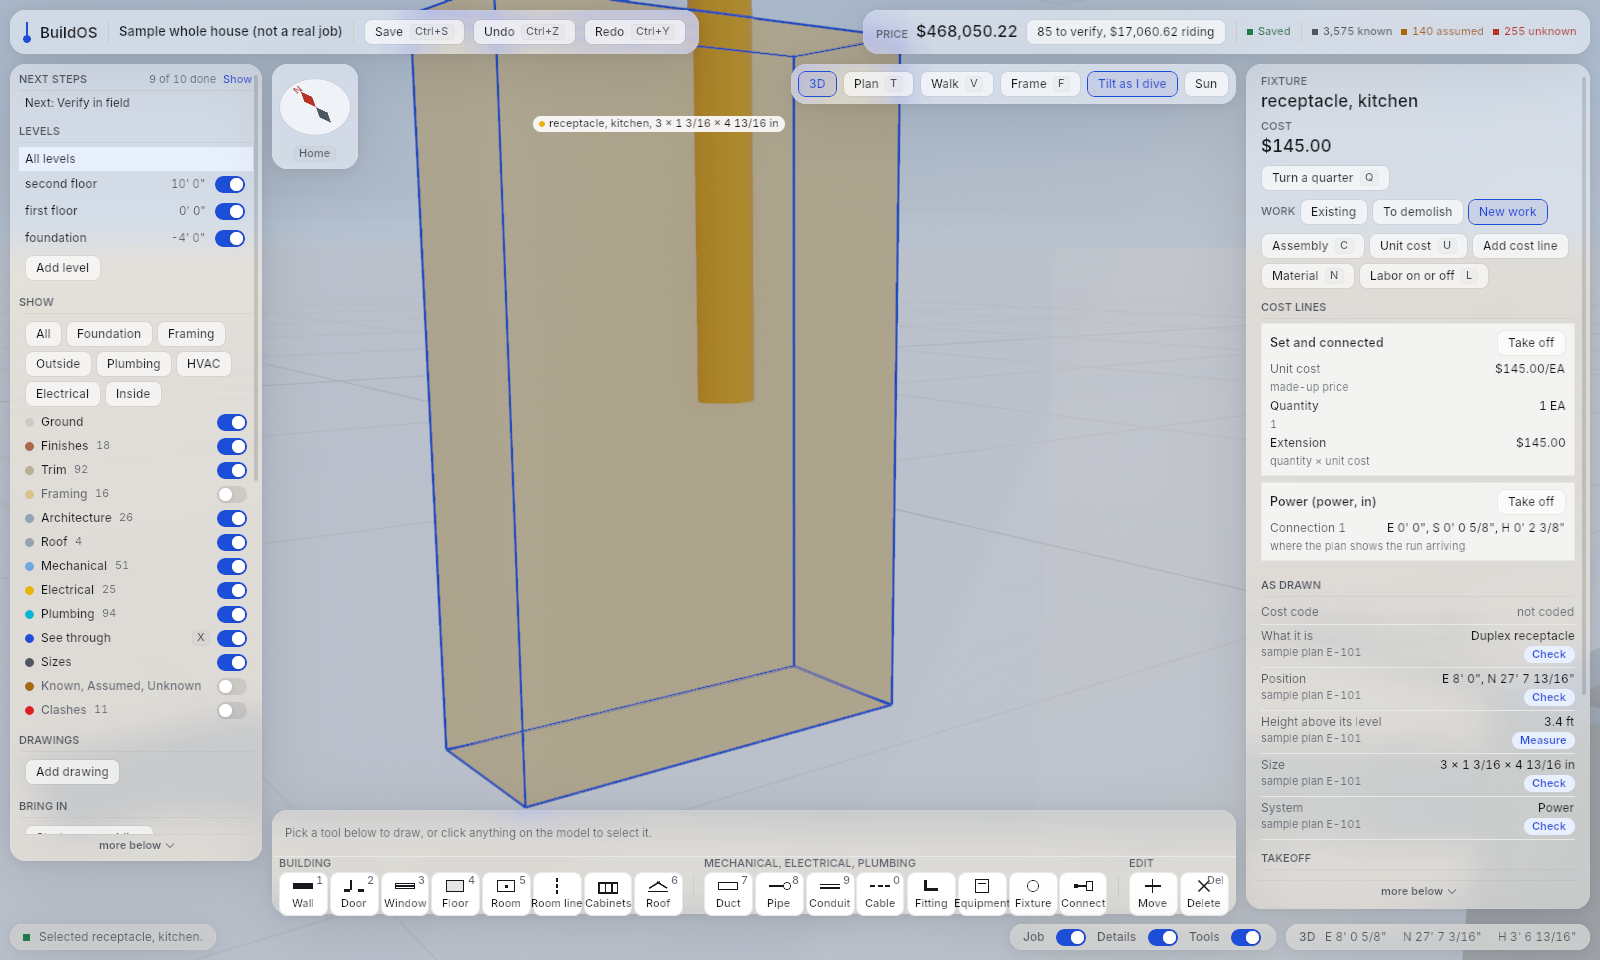 BuildOS
Sample whole house (not a real job)
Save Ctrl+S
Undo Ctrl+Z
Redo Ctrl+Y
PRICE $468,050.22
85 to verify, $17,060.62 riding
Saved
3,575 known
140 assumed
255 unknown
NEXT STEPS 9 of 10 done Show
Next: Verify in field
LEVELS
All levels
second floor 10' 0"
first floor 0' 0"
foundation -4' 0"
Add level
SHOW
All Foundation Framing
Outside Plumbing HVAC
Electrical Inside
Ground
Finishes 18
Trim 92
Framing 16
Architecture 26
Roof 4
Mechanical 51
Electrical 25
Plumbing 94
See through X
Sizes
Known, Assumed, Unknown
Clashes 11
DRAWINGS
Add drawing
BRING IN
more below
N
Home
3D Plan T Walk V Frame F Tilt as I dive Sun
receptacle, kitchen, 3 × 1 3/16 × 4 13/16 in
FIXTURE
receptacle, kitchen
COST
$145.00
Turn a quarter Q
WORK Existing To demolish New work
Assembly C Unit cost U Add cost line
Material N Labor on or off L
COST LINES
Set and connected Take off
Unit cost $145.00/EA
made-up price
Quantity 1 EA
1
Extension $145.00
quantity × unit cost
Power (power, in) Take off
Connection 1 E 0' 0", S 0' 0 5/8", H 0' 2 3/8"
where the plan shows the run arriving
AS DRAWN
Cost code not coded
What it is Duplex receptacle
sample plan E-101 Check
Position E 8' 0", N 27' 7 13/16"
sample plan E-101 Check
Height above its level 3.4 ft
sample plan E-101 Measure
Size 3 × 1 3/16 × 4 13/16 in
sample plan E-101 Check
System Power
sample plan E-101 Check
TAKEOFF
more below
Pick a tool below to draw, or click anything on the model to select it.
BUILDING
1 Wall
2 Door
3 Window
4 Floor
5 Room
Room line
Cabinets
6 Roof
MECHANICAL, ELECTRICAL, PLUMBING
7 Duct
8 Pipe
9 Conduit
0 Cable
Fitting
Equipment
Fixture
Connect
EDIT
Move
Del Delete
Selected receptacle, kitchen.
Job Details Tools
3D E 8' 0 5/8" N 27' 7 3/16" H 3' 6 13/16"